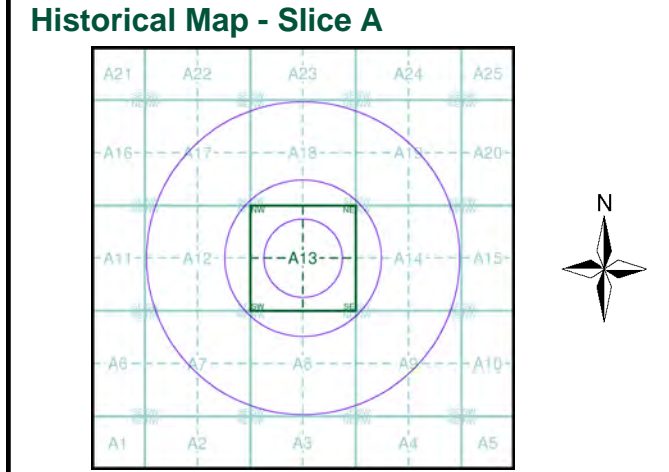 Historical Map - Slice A
A21 A22 A23 A24 A25
A16 A17 A18 A19 A20
N
NW NE
A11 A12 A13 A14 A15
SW SE
A6 A7 A8 A9 A10
A1 A2 A3 A4 A5